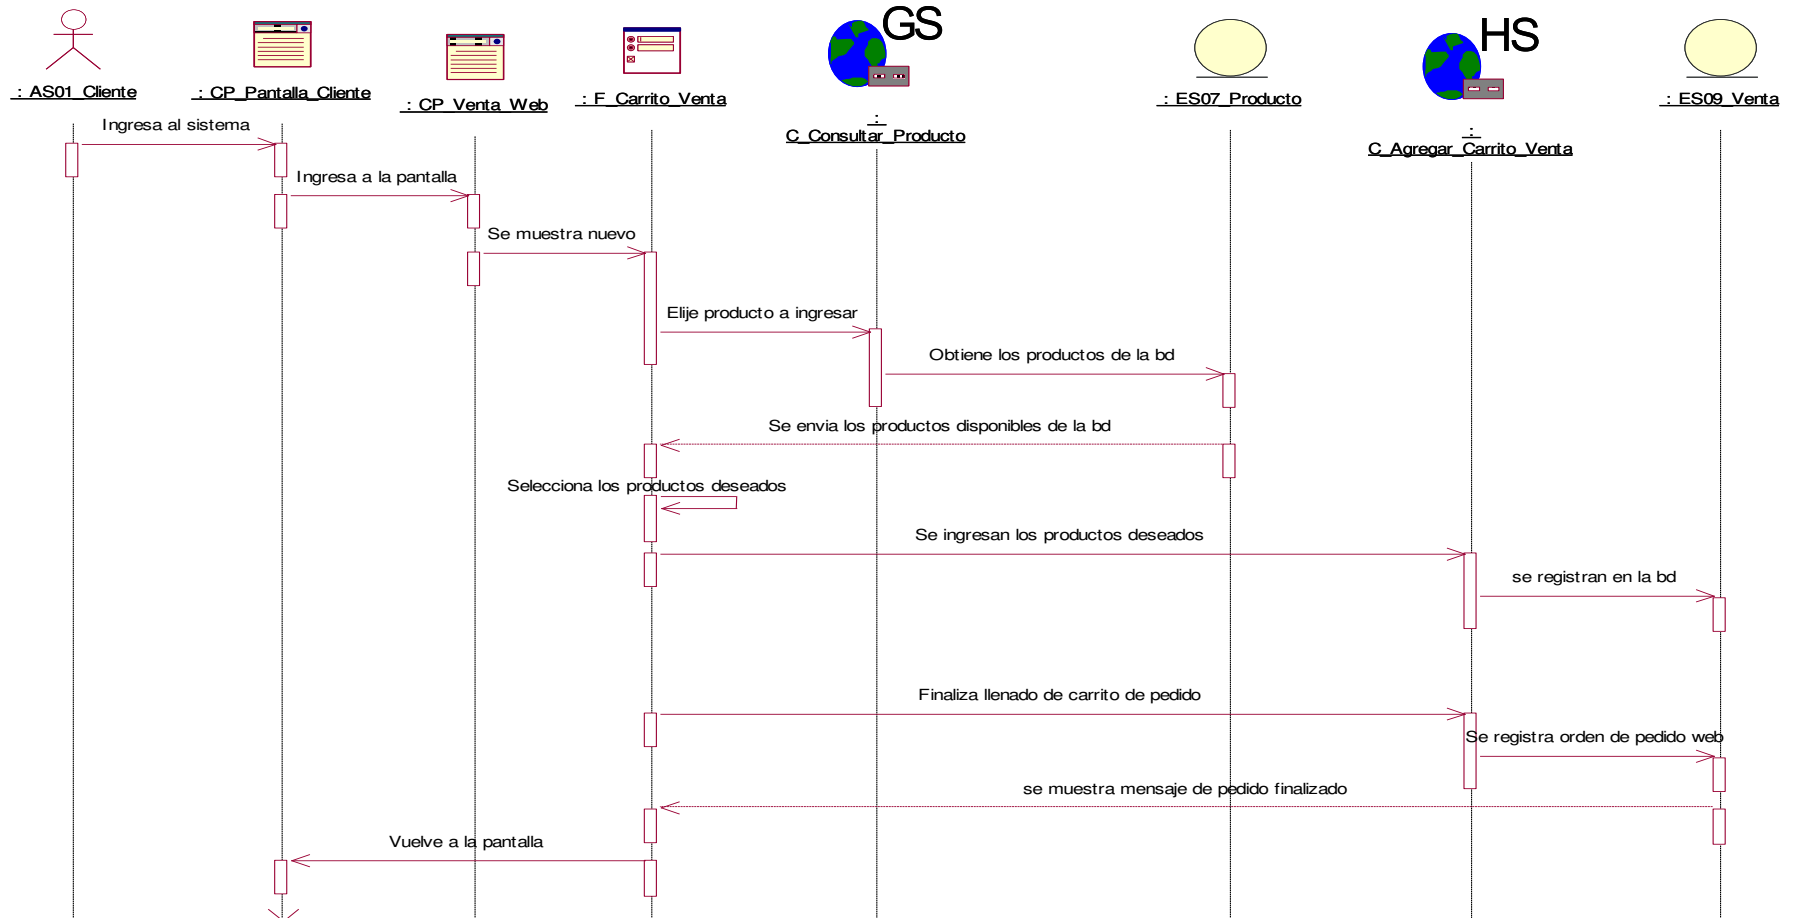 GS
HS
: AS01_Cliente
: CP_Pantalla_Cliente
: CP_Venta_Web
: F_Carrito_Venta
:
C_Consultar_Producto
: ES07_Producto
:
C_Agregar_Carrito_Venta
: ES09_Venta
Ingresa al sistema
Ingresa a la pantalla
Se muestra nuevo
Elije producto a ingresar
Obtiene los productos de la bd
Se envia los productos disponibles de la bd
Selecciona los productos deseados
Se ingresan los productos deseados
se registran en la bd
Finaliza llenado de carrito de pedido
Se registra orden de pedido web
se muestra mensaje de pedido finalizado
Vuelve a la pantalla